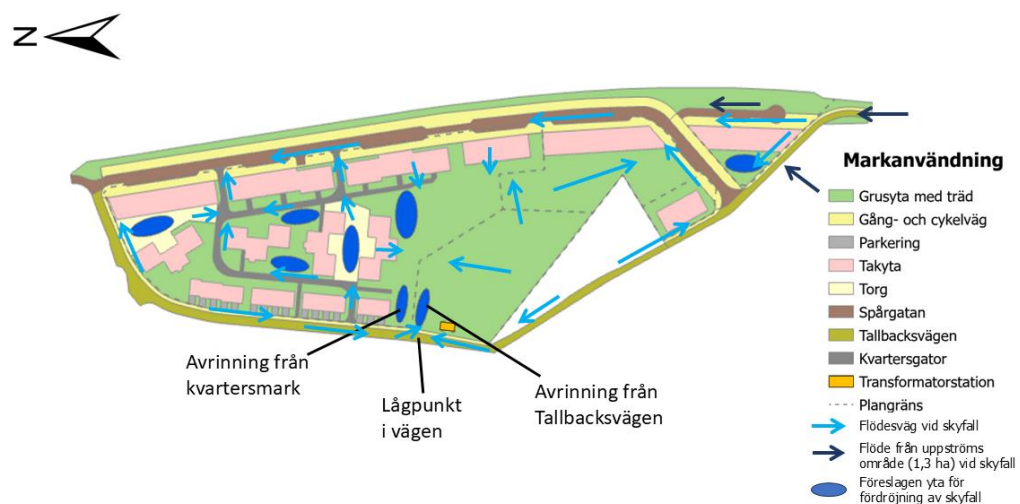 N
Markanvändning
Grusyta med träd
Gång- och cykelväg
Parkering
Takyta
Torg
Spårgatan
Tallbacksvägen
Kvartersgator
Transformatorstation
Plangräns
Flödesväg vid skyfall
Flöde från uppströms
område (1,3 ha) vid skyfall
Föreslagen yta för
fördröjning av skyfall
Avrinning från
kvartersmark
Lågpunkt
i vägen
Avrinning från
Tallbacksvägen